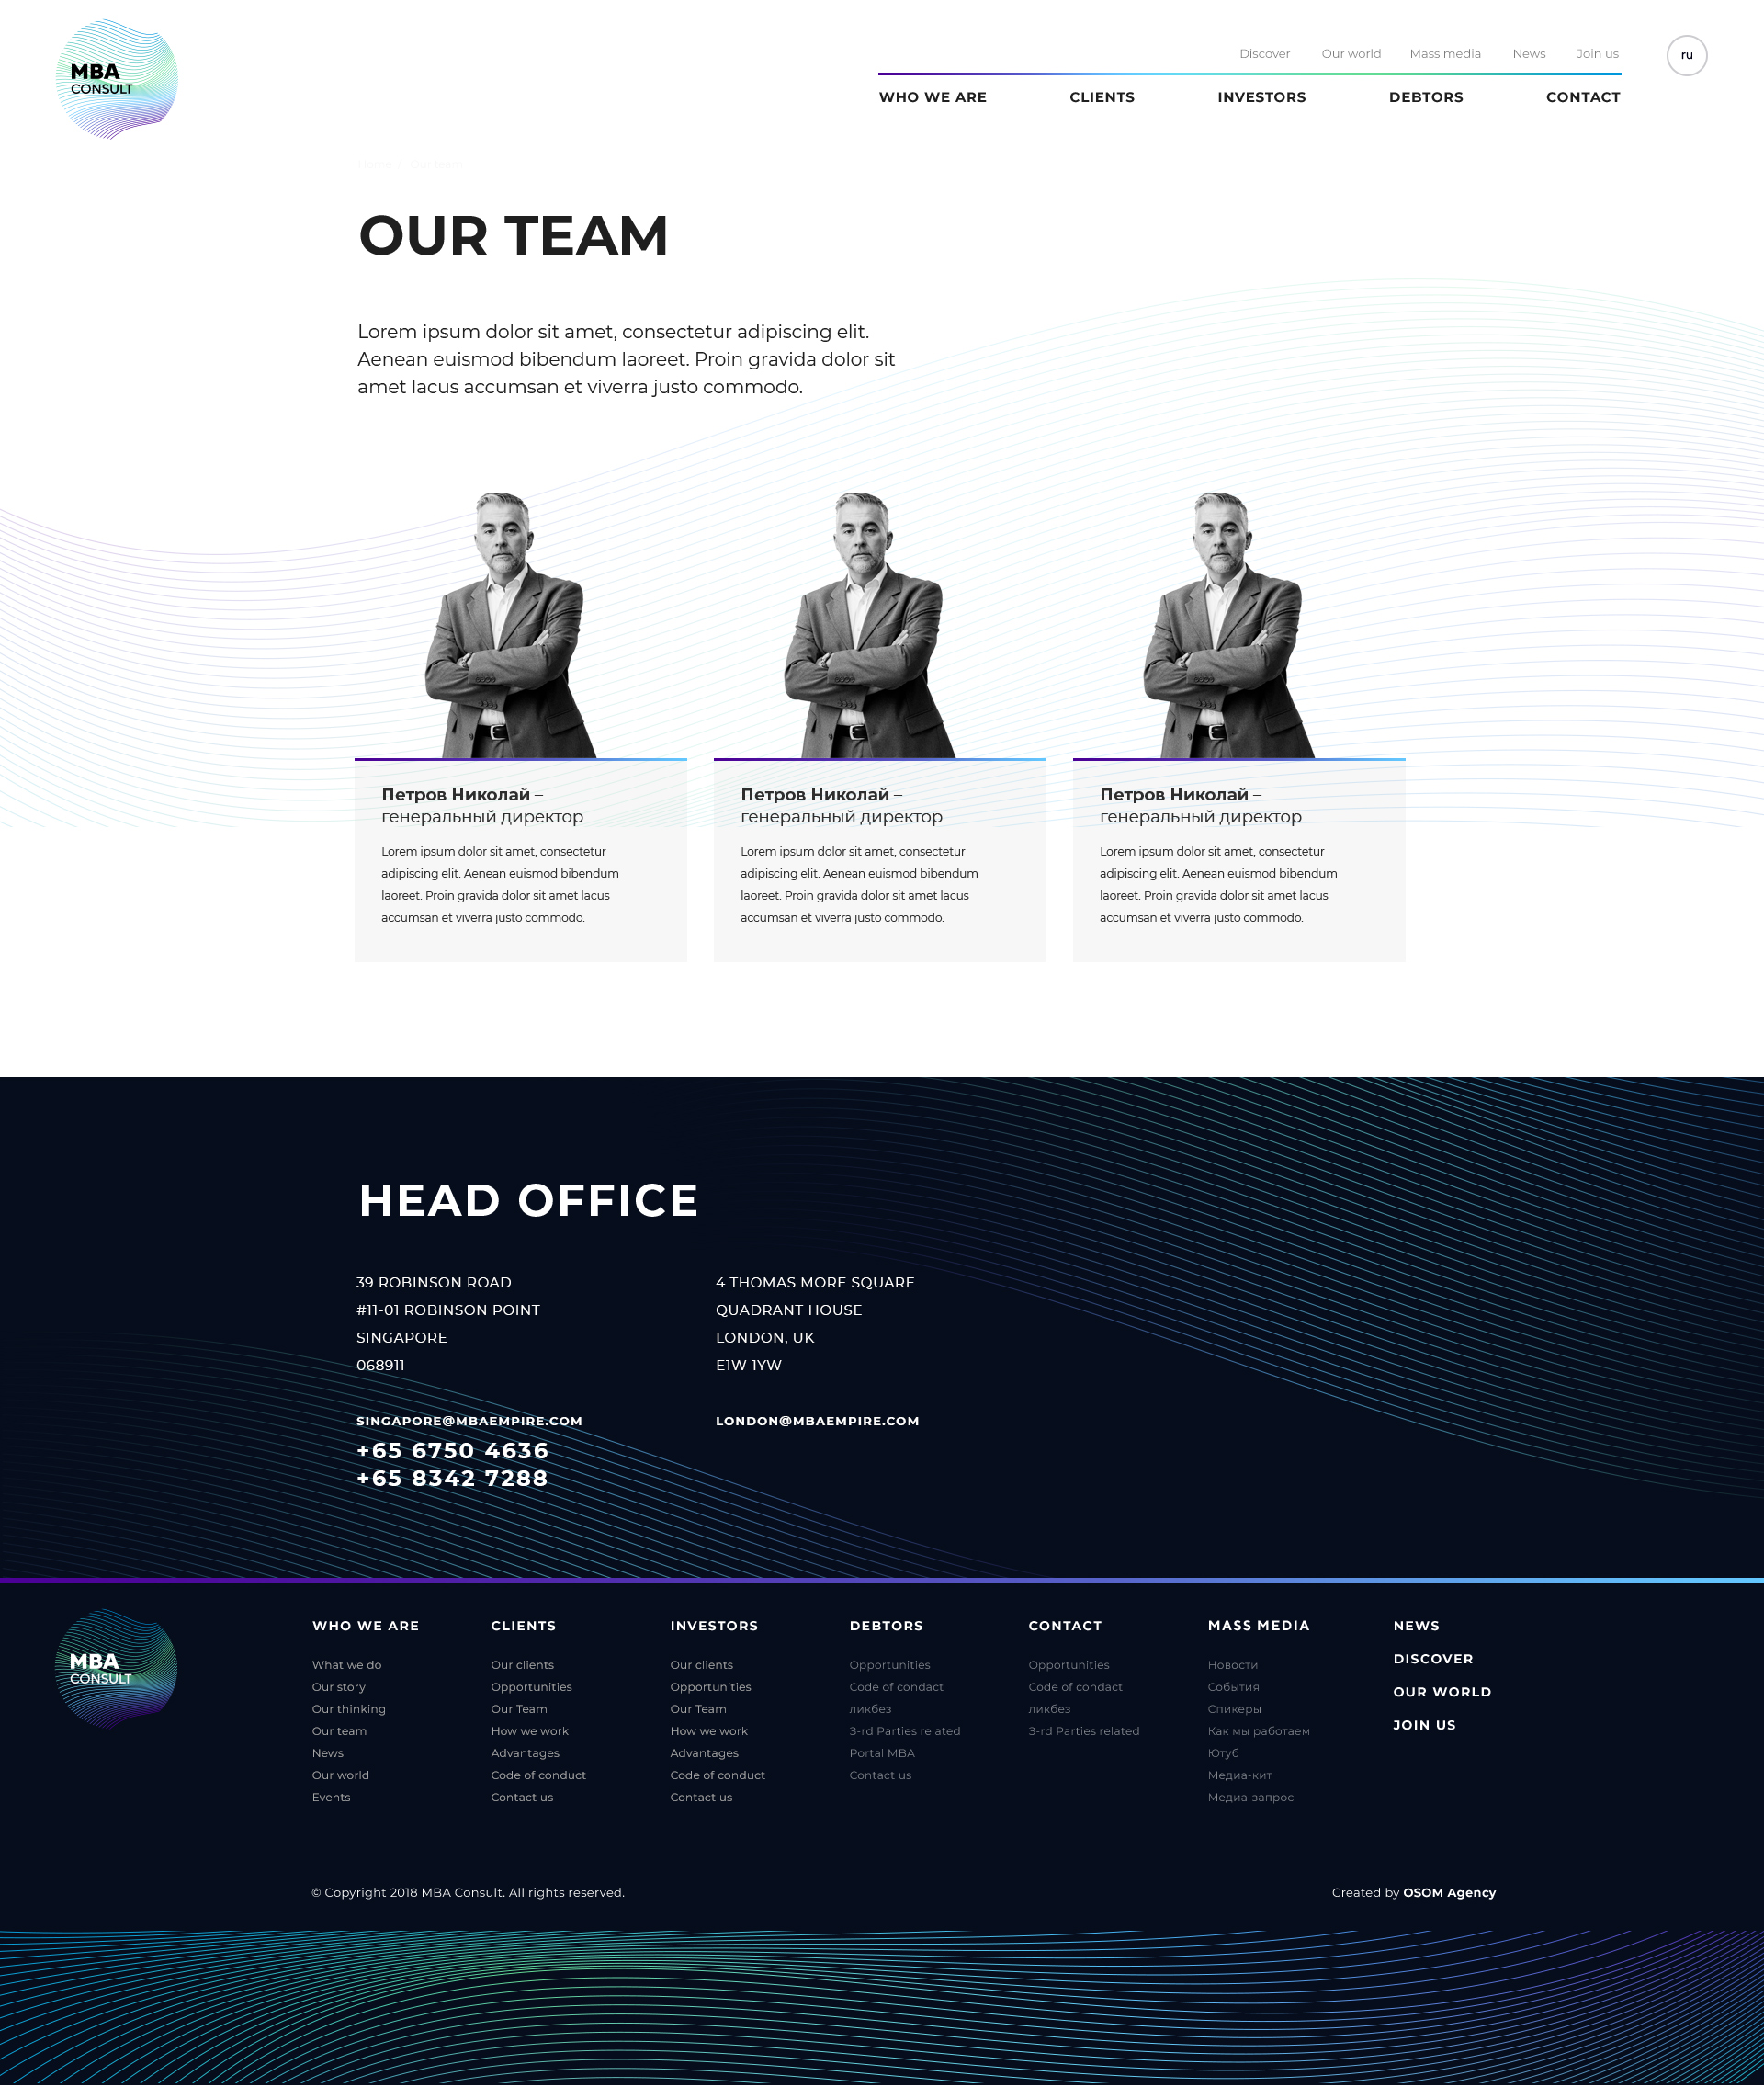 MBA
CONSULT
Discover Our world Mass media News Join us
ru
WHO WE ARE CLIENTS INVESTORS DEBTORS CONTACT
Home / Our team
OUR TEAM
Lorem ipsum dolor sit amet, consectetur adipiscing elit.
Aenean euismod bibendum laoreet. Proin gravida dolor sit
amet lacus accumsan et viverra justo commodo.
Петров Николай –
генеральный директор
Lorem ipsum dolor sit amet, consectetur
adipiscing elit. Aenean euismod bibendum
laoreet. Proin gravida dolor sit amet lacus
accumsan et viverra justo commodo.
Петров Николай –
генеральный директор
Lorem ipsum dolor sit amet, consectetur
adipiscing elit. Aenean euismod bibendum
laoreet. Proin gravida dolor sit amet lacus
accumsan et viverra justo commodo.
Петров Николай –
генеральный директор
Lorem ipsum dolor sit amet, consectetur
adipiscing elit. Aenean euismod bibendum
laoreet. Proin gravida dolor sit amet lacus
accumsan et viverra justo commodo.
HEAD OFFICE
39 ROBINSON ROAD
#11-01 ROBINSON POINT
SINGAPORE
068911
SINGAPORE@MBAEMPIRE.COM
+65 6750 4636
+65 8342 7288
4 THOMAS MORE SQUARE
QUADRANT HOUSE
LONDON, UK
E1W 1YW
LONDON@MBAEMPIRE.COM
MBA
CONSULT
WHO WE ARE
What we do
Our story
Our thinking
Our team
News
Our world
Events
CLIENTS
Our clients
Opportunities
Our Team
How we work
Advantages
Code of conduct
Contact us
INVESTORS
Our clients
Opportunities
Our Team
How we work
Advantages
Code of conduct
Contact us
DEBTORS
Opportunities
Code of condact
ликбез
3-rd Parties related
Portal MBA
Contact us
CONTACT
Opportunities
Code of condact
ликбез
3-rd Parties related
MASS MEDIA
Новости
События
Спикеры
Как мы работаем
Ютуб
Медиа-кит
Медиа-запрос
NEWS
DISCOVER
OUR WORLD
JOIN US
© Copyright 2018 MBA Consult. All rights reserved.
Created by OSOM Agency